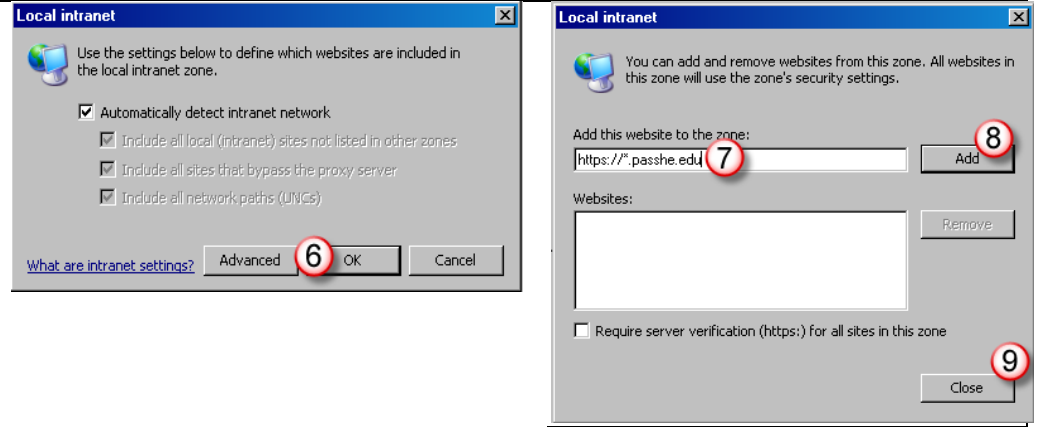 Local intranet
Use the settings below to define which websites are included in
the local intranet zone.
Automatically detect intranet network
Include all local (intranet) sites not listed in other zones
Include all sites that bypass the proxy server
Include all network paths (UNCs)
What are intranet settings?
Advanced
6
OK
Cancel
Local intranet
You can add and remove websites from this zone. All websites in
this zone will use the zone's security settings.
Add this website to the zone:
8
https://*.passhe.edu
7
Add
Websites:
Remove
Require server verification (https:) for all sites in this zone
9
Close